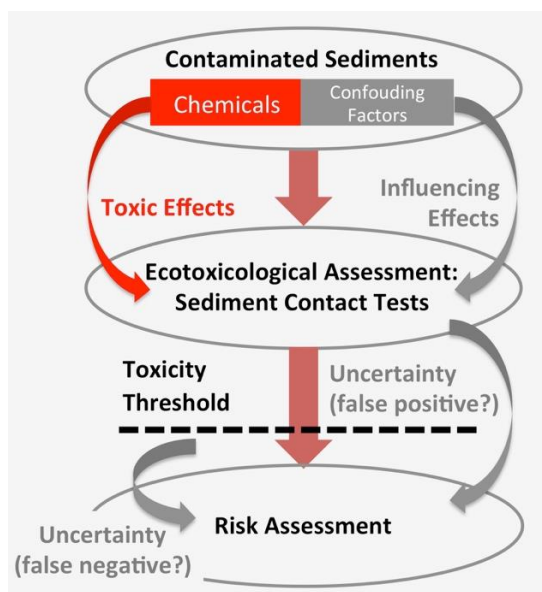 Contaminated Sediments
Chemicals
Confouding
Factors
Toxic Effects
Influencing
Effects
Ecotoxicological Assessment:
Sediment Contact Tests
Toxicity
Threshold
Uncertainty
(false positive?)
Risk Assessment
Uncertainty
(false negative?)